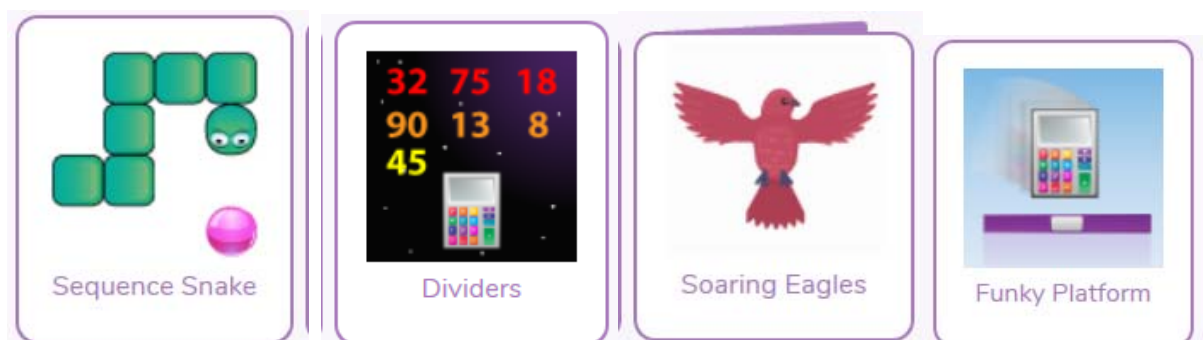 32 75 18
90 13 8
45
Sequence Snake
Dividers
Soaring Eagles
Funky Platform